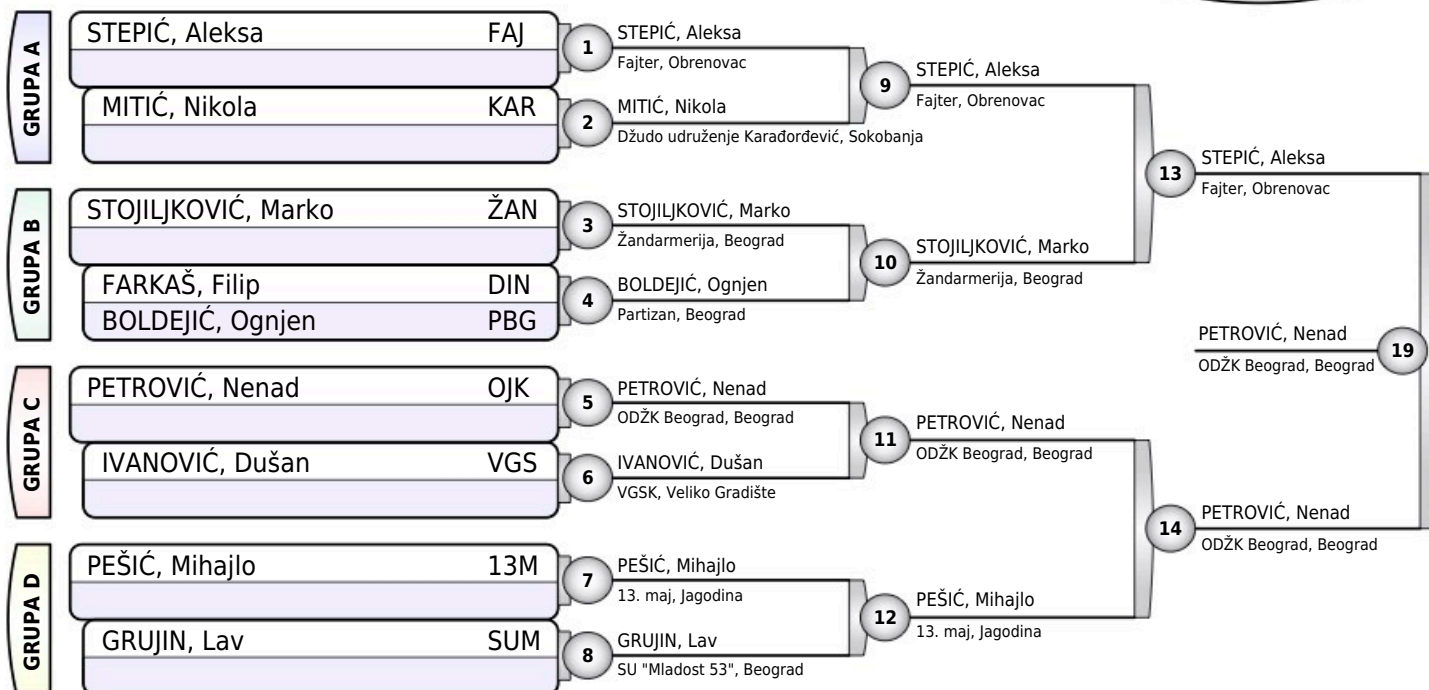 GRUPA A
STEPIĆ, Aleksa FAJ
MITIĆ, Nikola KAR
GRUPA B
STOJILJKOVIĆ, Marko ŽAN
FARKAŠ, Filip DIN
BOLDEJIĆ, Ognjen PBG
GRUPA C
PETROVIĆ, Nenad OJK
IVANOVIĆ, Dušan VGS
GRUPA D
PEŠIĆ, Mihajlo 13M
GRUJIN, Lav SUM
1
STEPIĆ, Aleksa
Fajter, Obrenovac
2
MITIĆ, Nikola
Džudo udruženje Karađorđević, Sokobanja
3
STOJILJKOVIĆ, Marko
Žandarmerija, Beograd
4
BOLDEJIĆ, Ognjen
Partizan, Beograd
5
PETROVIĆ, Nenad
ODŽK Beograd, Beograd
6
IVANOVIĆ, Dušan
VGSK, Veliko Gradište
7
PEŠIĆ, Mihajlo
13. maj, Jagodina
8
GRUJIN, Lav
SU "Mladost 53", Beograd
9
STEPIĆ, Aleksa
Fajter, Obrenovac
10
STOJILJKOVIĆ, Marko
Žandarmerija, Beograd
11
PETROVIĆ, Nenad
ODŽK Beograd, Beograd
12
PEŠIĆ, Mihajlo
13. maj, Jagodina
13
STEPIĆ, Aleksa
Fajter, Obrenovac
14
PETROVIĆ, Nenad
ODŽK Beograd, Beograd
PETROVIĆ, Nenad
ODŽK Beograd, Beograd
19